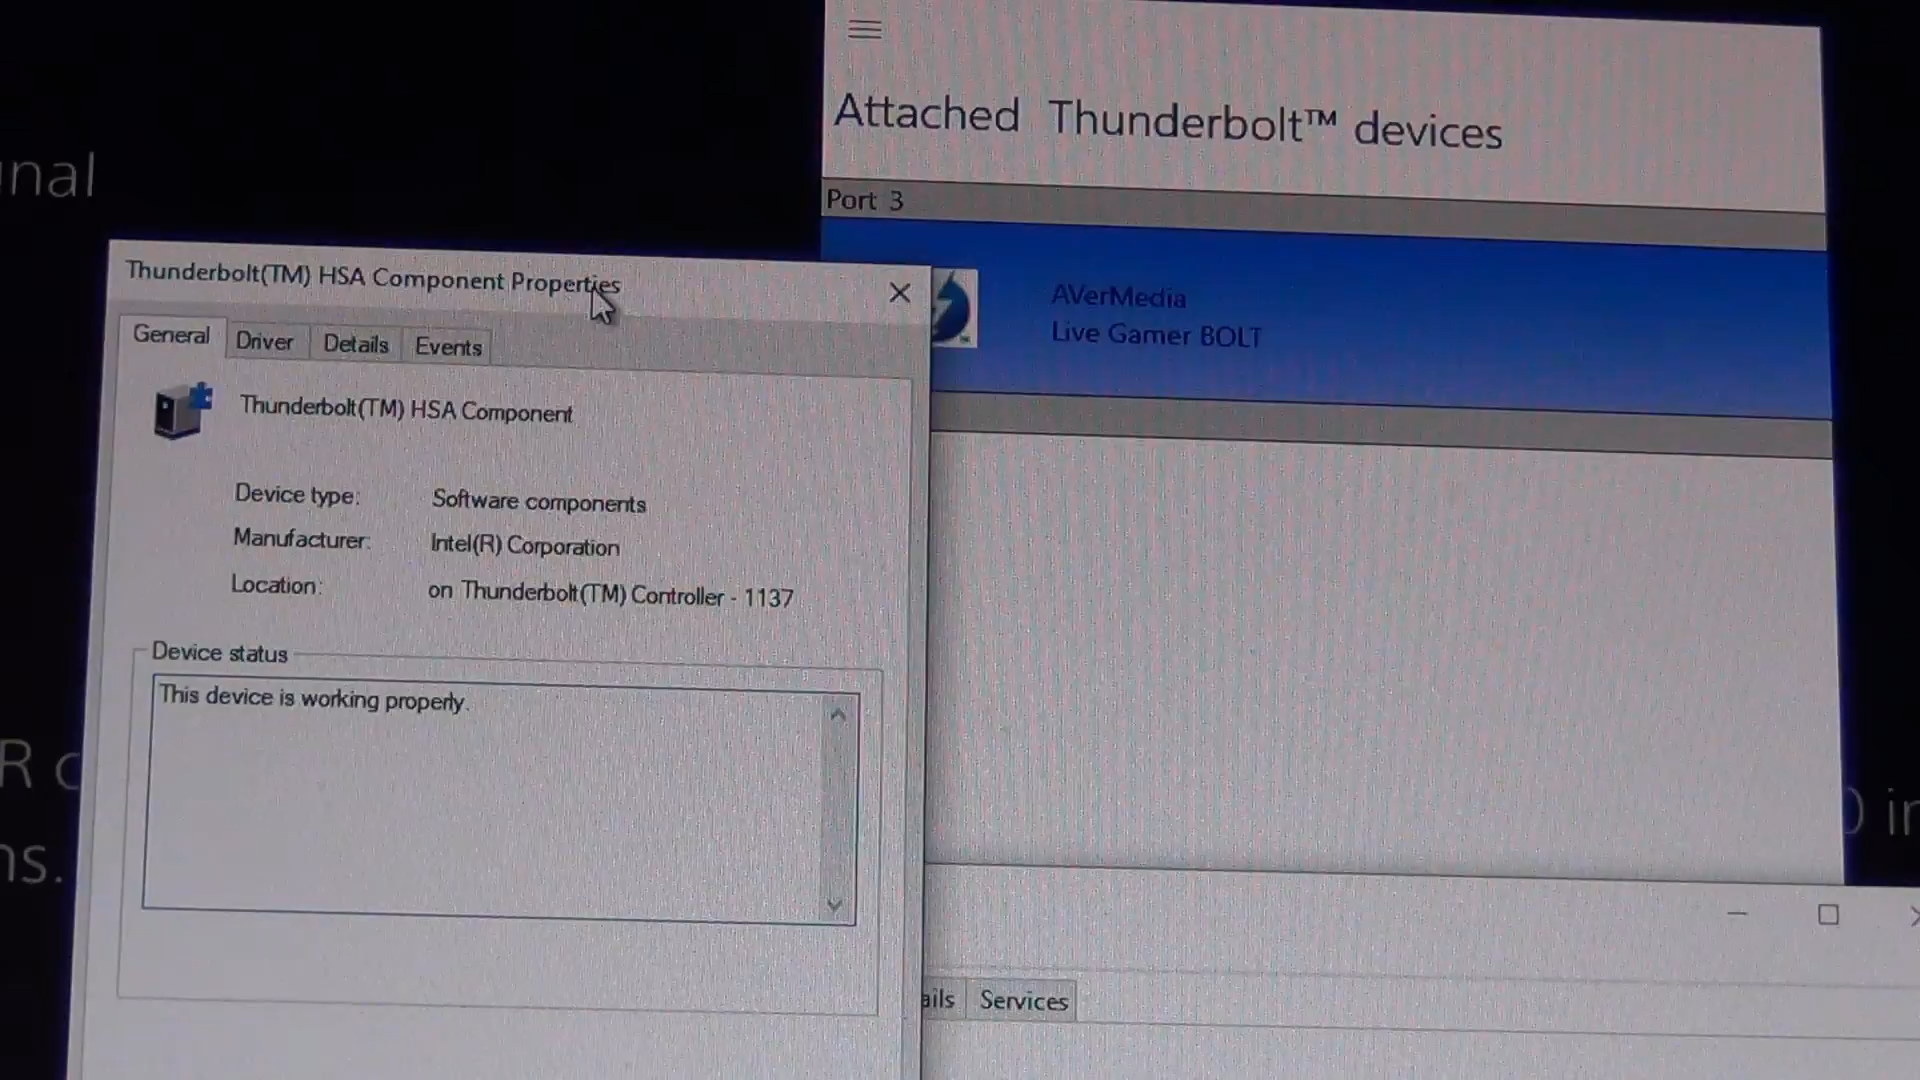 Attached Thunderbolt™ devices
Port 3
AVerMedia
Live Gamer BOLT
nal
Thunderbolt(TM) HSA Component Properties
General Driver Details Events
Thunderbolt(TM) HSA Component
Device type: Software components
Manufacturer: Intel(R) Corporation
Location: on Thunderbolt(TM) Controller - 1137
Device status
This device is working properly.
R c
ns.
in
ails Services